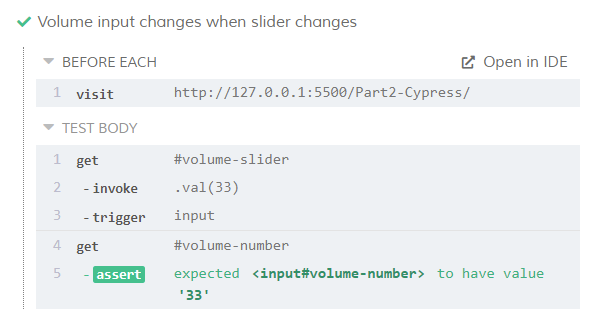 Volume input changes when slider changes
BEFORE EACH Open in IDE
1 visit http://127.0.0.1:5500/Part2-Cypress/
TEST BODY
1 get #volume-slider
2 -invoke .val(33)
3 -trigger input
4 get #volume-number
5 -assert expected <input#volume-number> to have value
'33'